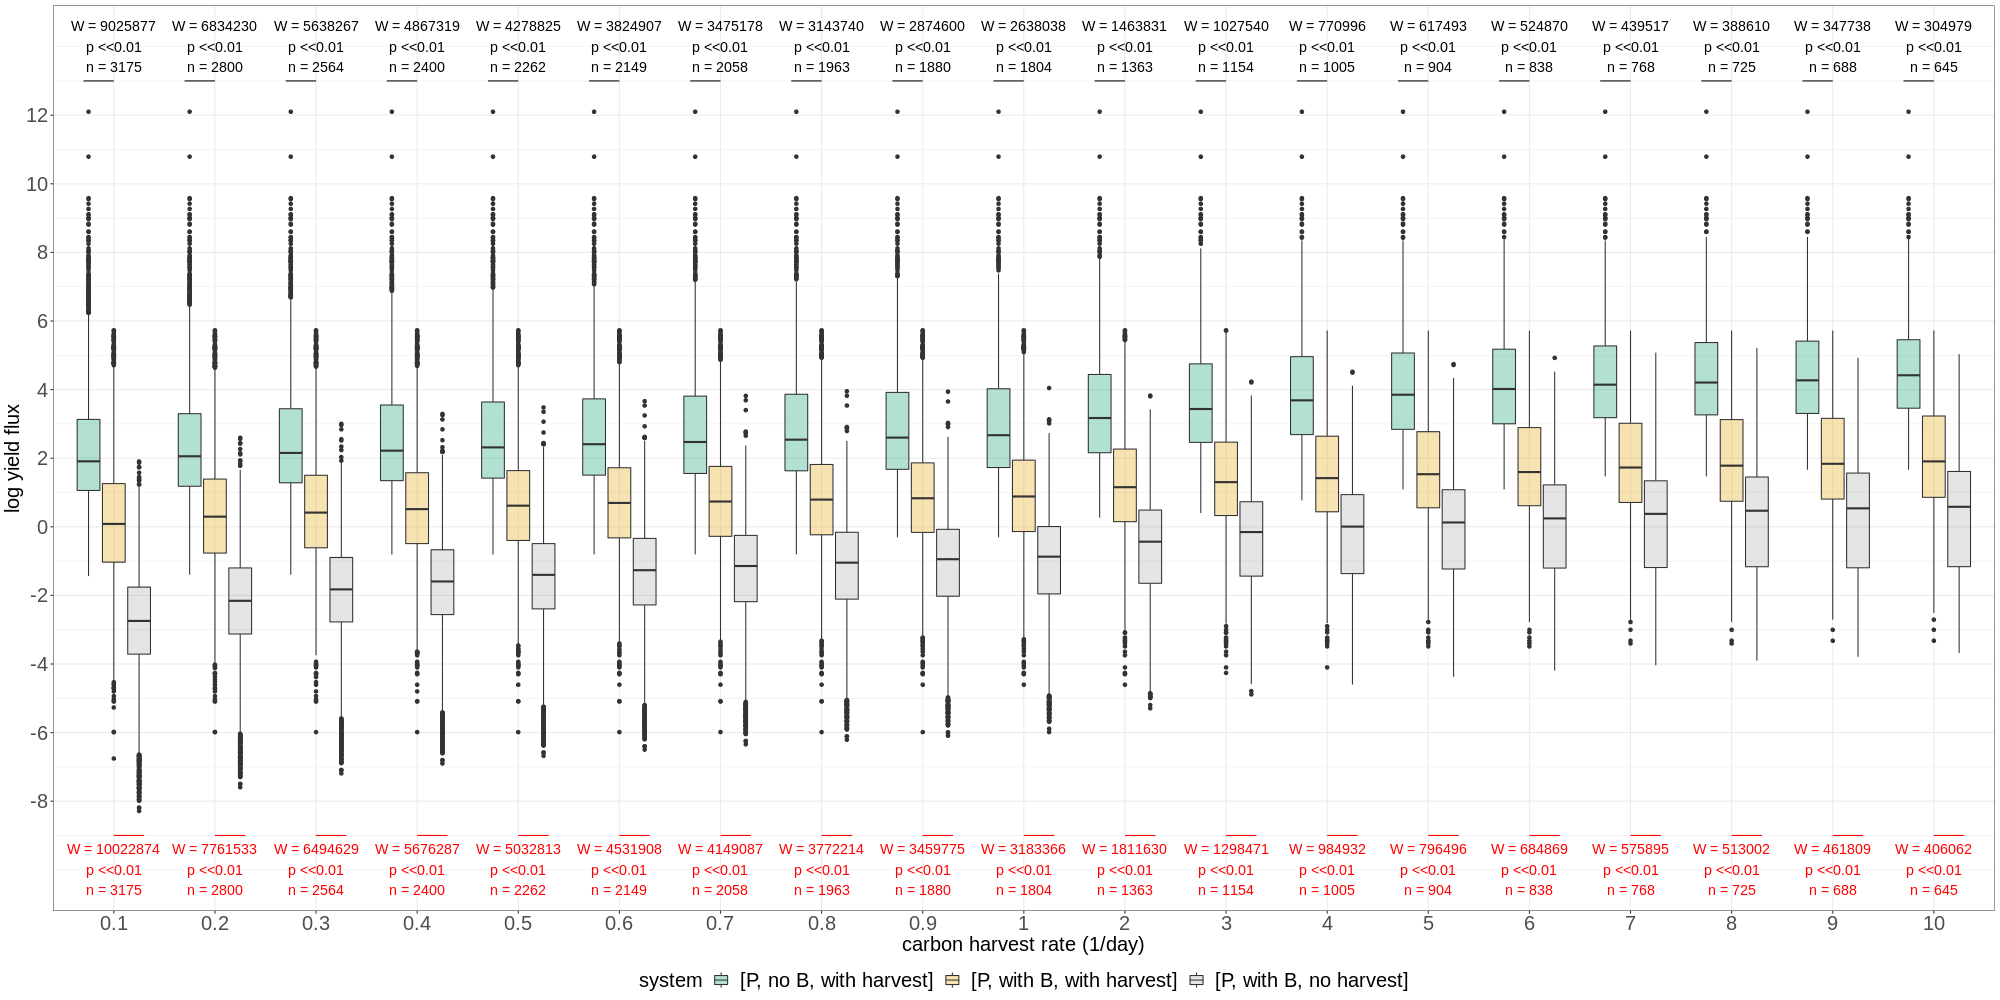 W = 9025877 W = 6834230 W = 5638267 W = 4867319 W = 4278825 W = 3824907 W = 3475178 W = 3143740 W = 2874600 W = 2638038 W = 1463831 W = 1027540 W = 770996 W = 617493 W = 524870 W = 439517 W = 388610 W = 347738 W = 304979
p <<0.01 p <<0.01 p <<0.01 p <<0.01 p <<0.01 p <<0.01 p <<0.01 p <<0.01 p <<0.01 p <<0.01 p <<0.01 p <<0.01 p <<0.01 p <<0.01 p <<0.01 p <<0.01 p <<0.01 p <<0.01 p <<0.01
n = 3175 n = 2800 n = 2564 n = 2400 n = 2262 n = 2149 n = 2058 n = 1963 n = 1880 n = 1804 n = 1363 n = 1154 n = 1005 n = 904 n = 838 n = 768 n = 725 n = 688 n = 645
12
10
8
6
4
2
0
-2
-4
-6
-8
log yield flux
W = 10022874 W = 7761533 W = 6494629 W = 5676287 W = 5032813 W = 4531908 W = 4149087 W = 3772214 W = 3459775 W = 3183366 W = 1811630 W = 1298471 W = 984932 W = 796496 W = 684869 W = 575895 W = 513002 W = 461809 W = 406062
p <<0.01 p <<0.01 p <<0.01 p <<0.01 p <<0.01 p <<0.01 p <<0.01 p <<0.01 p <<0.01 p <<0.01 p <<0.01 p <<0.01 p <<0.01 p <<0.01 p <<0.01 p <<0.01 p <<0.01 p <<0.01 p <<0.01
n = 3175 n = 2800 n = 2564 n = 2400 n = 2262 n = 2149 n = 2058 n = 1963 n = 1880 n = 1804 n = 1363 n = 1154 n = 1005 n = 904 n = 838 n = 768 n = 725 n = 688 n = 645
0.1 0.2 0.3 0.4 0.5 0.6 0.7 0.8 0.9 1 2 3 4 5 6 7 8 9 10
carbon harvest rate (1/day)
system [P, no B, with harvest] [P, with B, with harvest] [P, with B, no harvest]